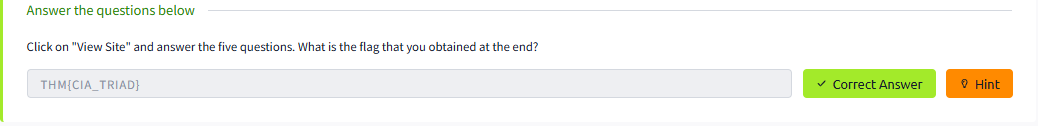 Answer the questions below
Click on "View Site" and answer the five questions. What is the flag that you obtained at the end?
THM{CIA_TRIAD}
Correct Answer
Hint